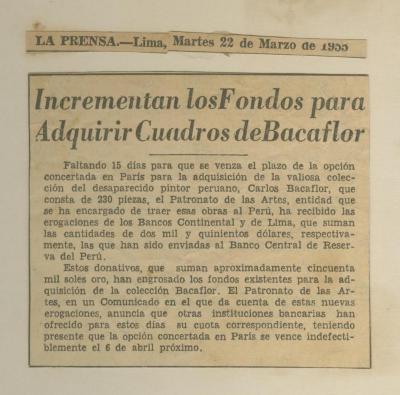 LA PRENSA.—Lima, Martes 22 de Marzo de 1955
Incrementan los Fondos para
Adquirir Cuadros de Bacaflor
Faltando 15 días para que se venza el plazo de la opción
concertada en París para la adquisición de la valiosa colec-
ción del desaparecido pintor peruano, Carlos Bacaflor, que
consta de 230 piezas, el Patronato de las Artes, entidad que
se ha encargado de traer esas obras al Perú, ha recibido las
erogaciones de los Bancos Continental y de Lima, que suman
las cantidades de dos mil y quinientos dólares, respectiva-
mente, las que han sido enviadas al Banco Central de Reser-
va del Perú.
Estos donativos, que suman aproximadamente cincuenta
mil soles oro, han engrosado los fondos existentes para la ad-
quisición de la colección Bacaflor. El Patronato de las Ar-
tes, en un Comunicado en el que da cuenta de estas nuevas
erogaciones, anuncia que otras instituciones bancarias han
ofrecido para estos días su cuota correspondiente, teniendo
presente que la opción concertada en París se vence indefec-
tiblemente el 6 de abril próximo.